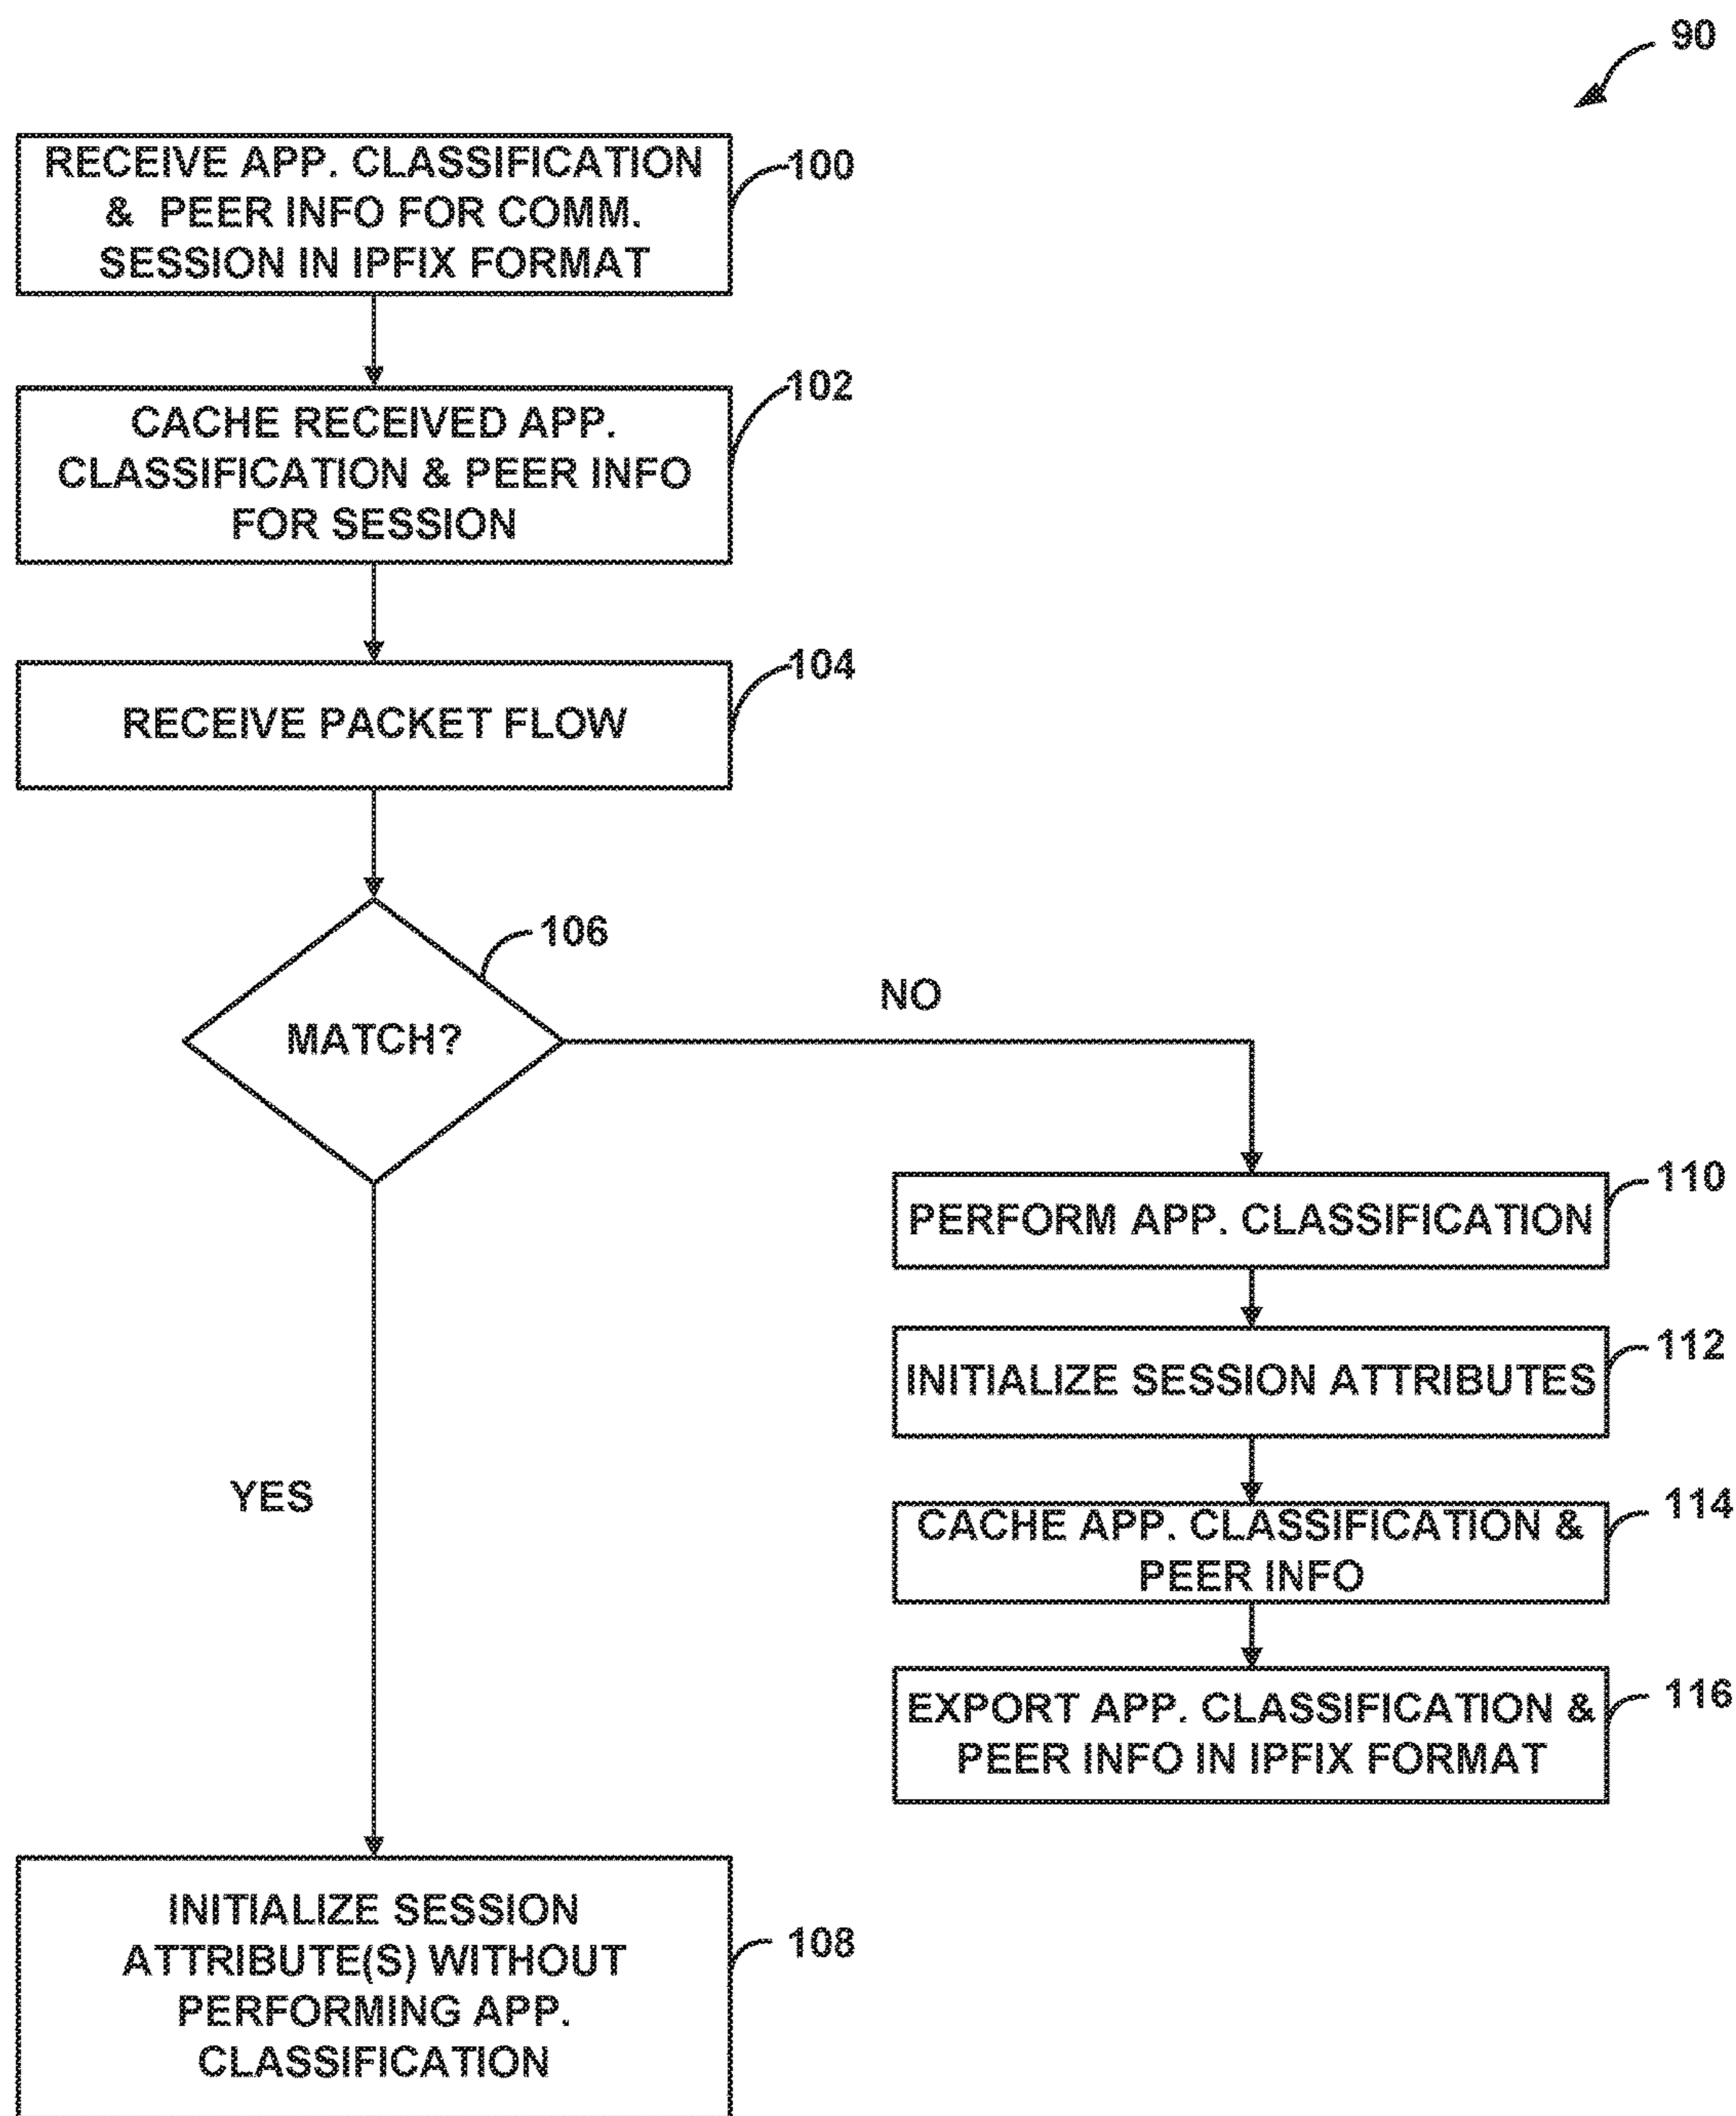 90
RECEIVE APP. CLASSIFICATION
& PEER INFO FOR COMM.
SESSION IN IPFIX FORMAT
100
CACHE RECEIVED APP.
CLASSIFICATION & PEER INFO
FOR SESSION
102
RECEIVE PACKET FLOW
104
MATCH?
106
NO
YES
PERFORM APP. CLASSIFICATION
110
INITIALIZE SESSION ATTRIBUTES
112
CACHE APP. CLASSIFICATION &
PEER INFO
114
EXPORT APP. CLASSIFICATION &
PEER INFO IN IPFIX FORMAT
116
INITIALIZE SESSION
ATTRIBUTE(S) WITHOUT
PERFORMING APP.
CLASSIFICATION
108